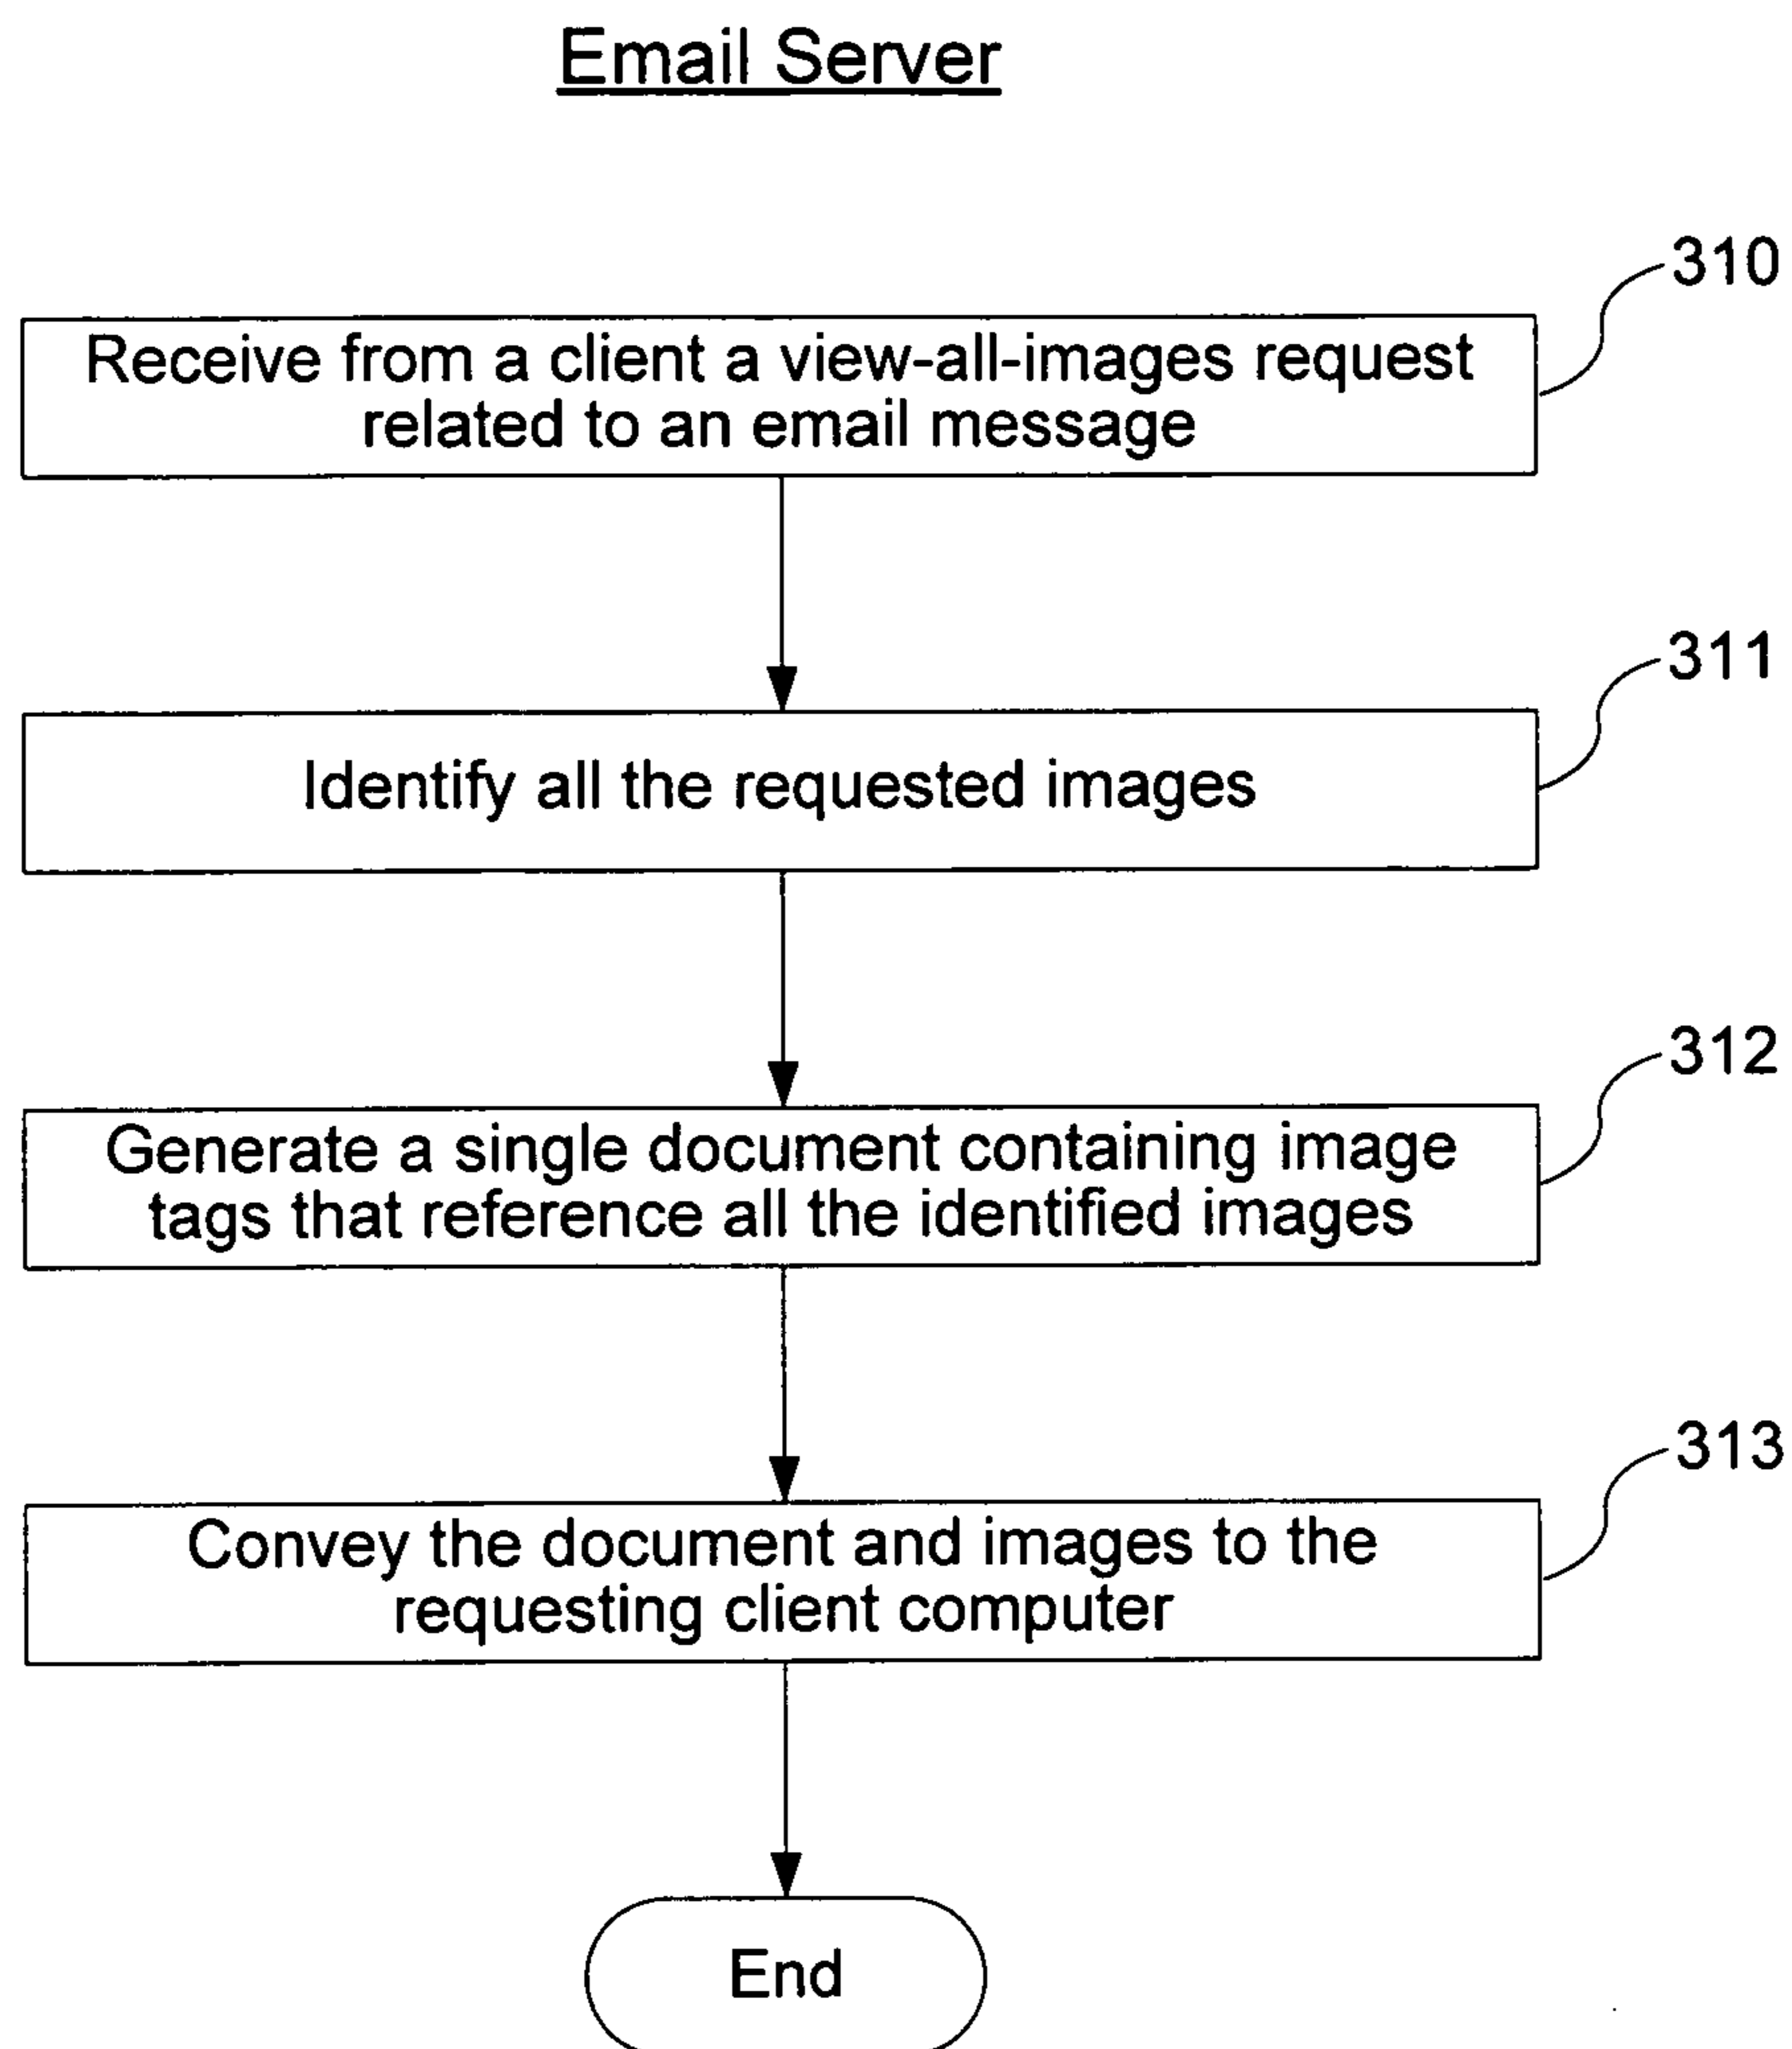 Email Server
310
Receive from a client a view-all-images request
related to an email message
311
Identify all the requested images
312
Generate a single document containing image
tags that reference all the identified images
313
Convey the document and images to the
requesting client computer
End